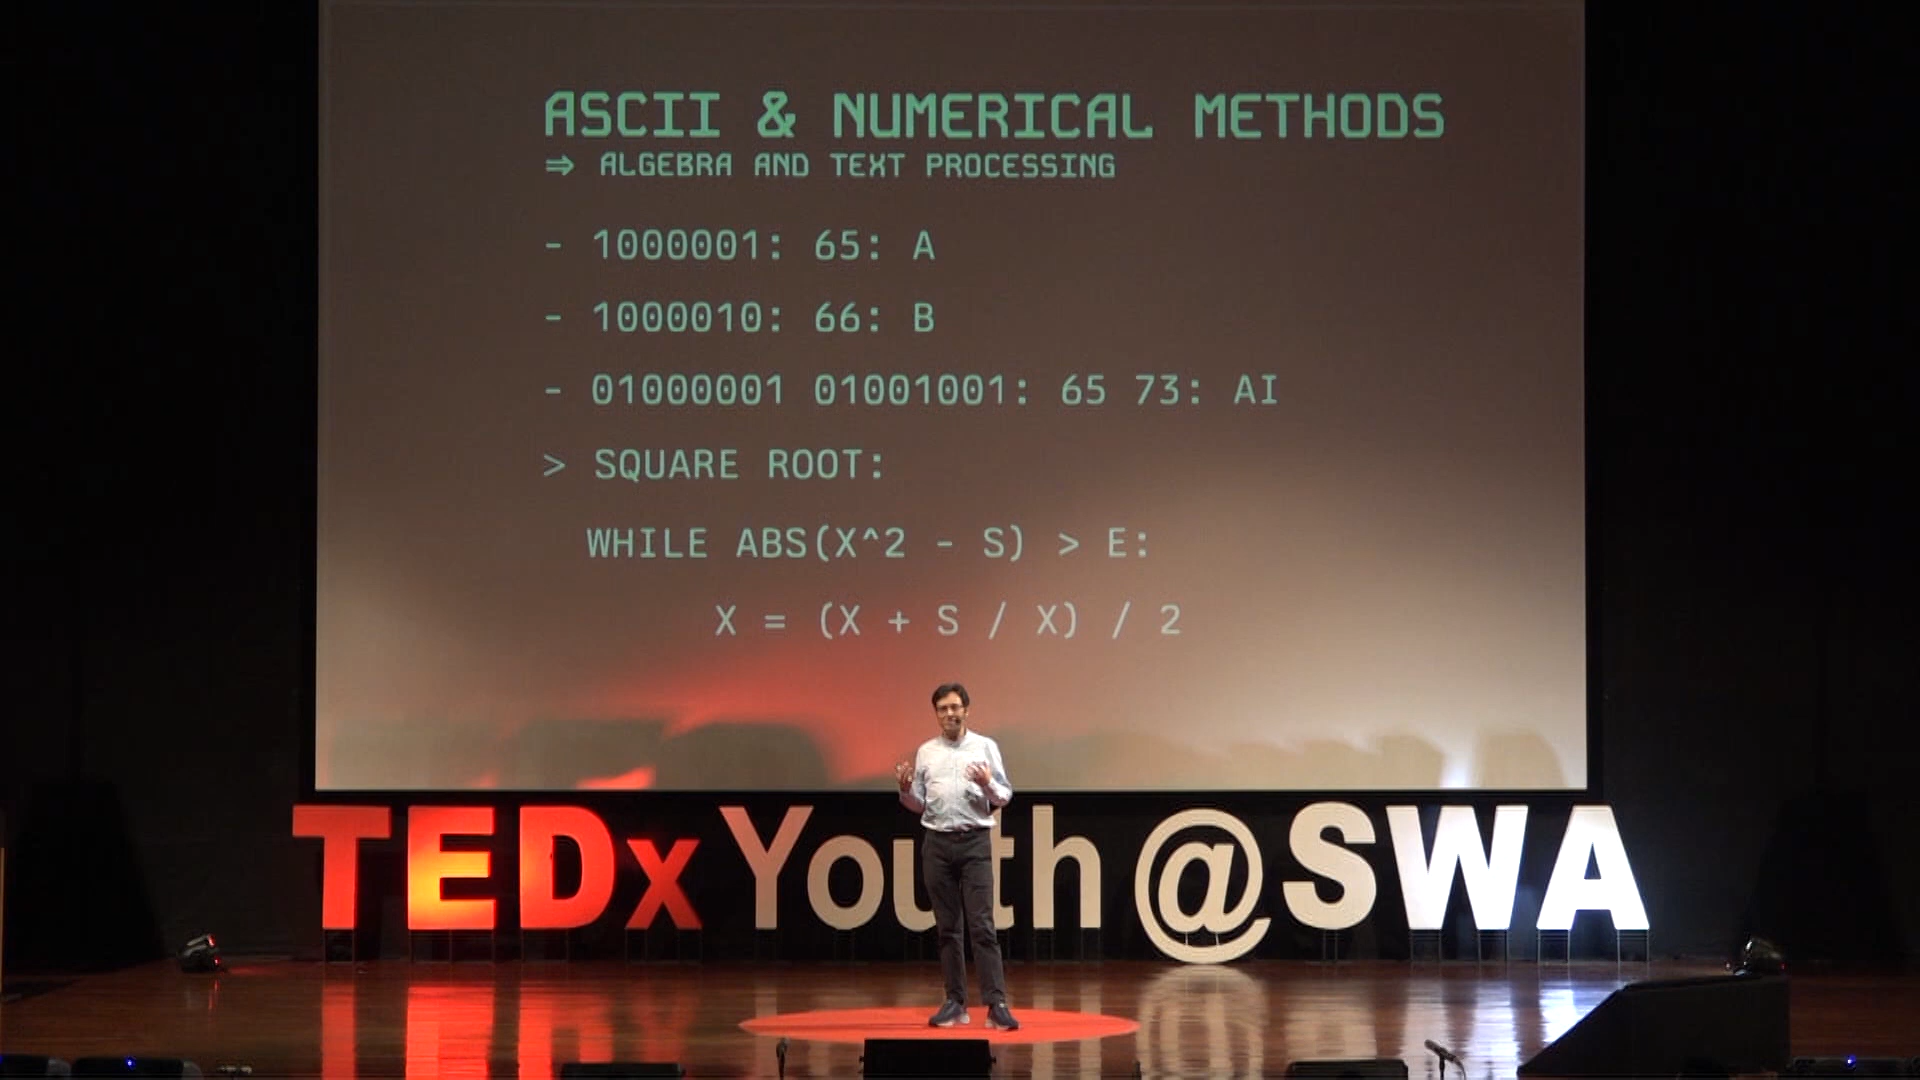 ASCII & NUMERICAL METHODS
⇒ ALGEBRA AND TEXT PROCESSING
- 1000001: 65: A
- 1000010: 66: B
- 01000001 01001001: 65 73: AI
> SQUARE ROOT:
WHILE ABS(X^2 - S) > E:
X = (X + S / X) / 2
TEDx Youth @SWA